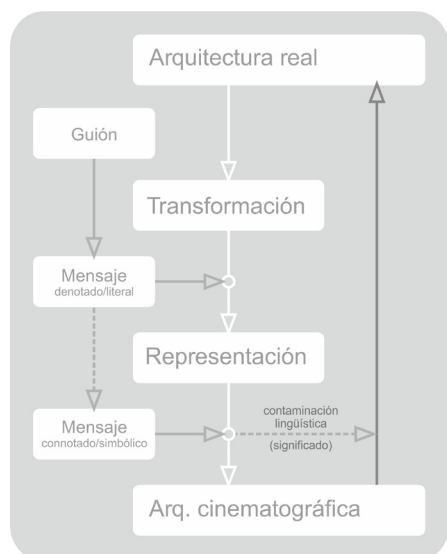 Arquitectura real
Guión
Transformación
Mensaje
denotado/literal
Representación
Mensaje
connotado/simbólico
contaminación
lingüística
(significado)
Arq. cinematográfica